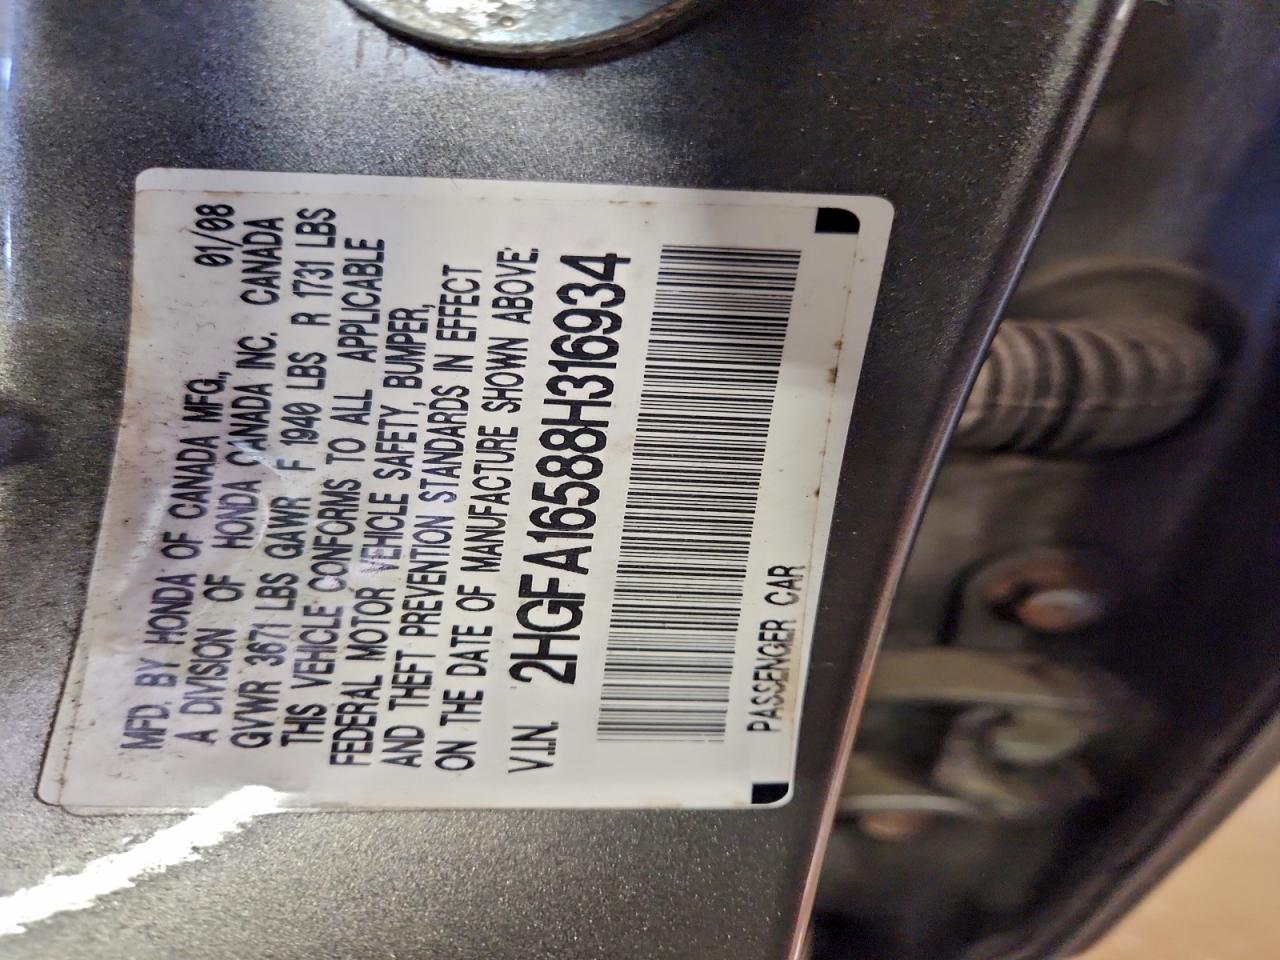 MFD. BY HONDA OF CANADA MFG., 01/08
A DIVISION OF HONDA CANADA INC. CANADA
GVWR 3671 LBS GAWR F 1940 LBS R 1731 LBS
THIS VEHICLE CONFORMS TO ALL APPLICABLE
FEDERAL MOTOR VEHICLE SAFETY, BUMPER,
AND THEFT PREVENTION STANDARDS IN EFFECT
ON THE DATE OF MANUFACTURE SHOWN ABOVE.
V.I.N. 2HGFA16588H316934
PASSENGER CAR